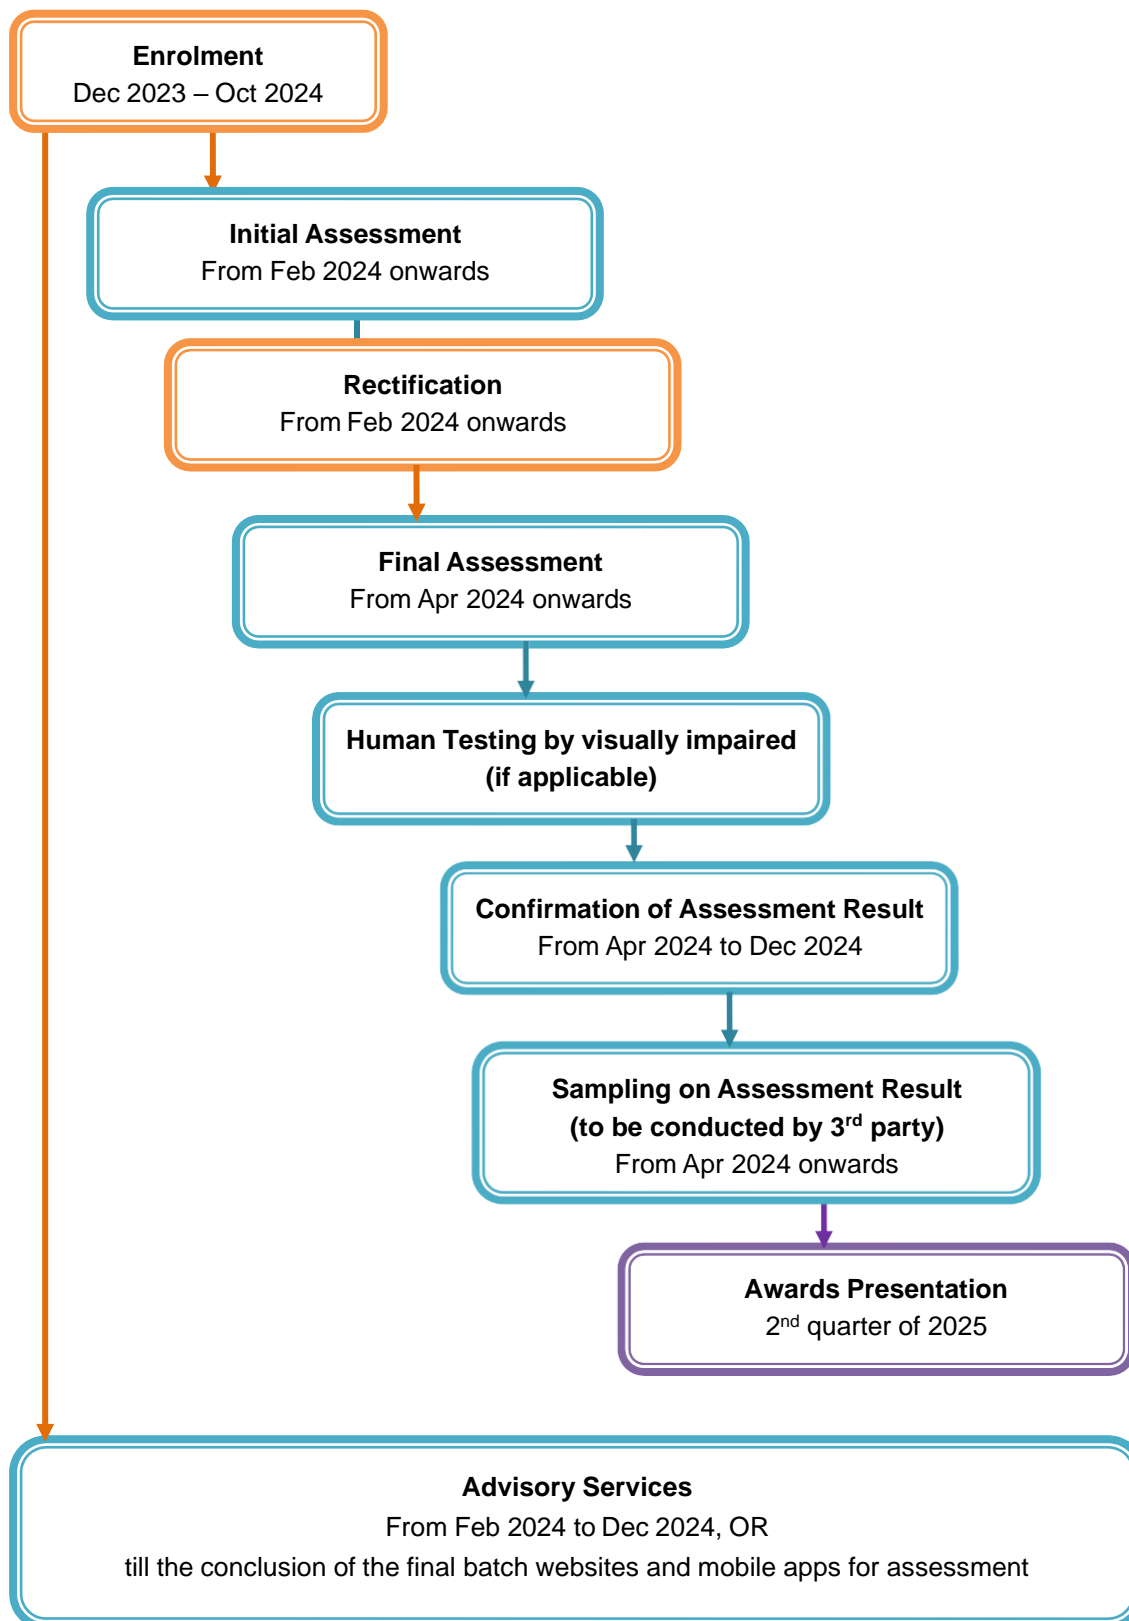 Enrolment
Dec 2023 – Oct 2024
Initial Assessment
From Feb 2024 onwards
Rectification
From Feb 2024 onwards
Final Assessment
From Apr 2024 onwards
Human Testing by visually impaired
(if applicable)
Confirmation of Assessment Result
From Apr 2024 to Dec 2024
Sampling on Assessment Result
(to be conducted by 3rd party)
From Apr 2024 onwards
Awards Presentation
2nd quarter of 2025
Advisory Services
From Feb 2024 to Dec 2024, OR
till the conclusion of the final batch websites and mobile apps for assessment